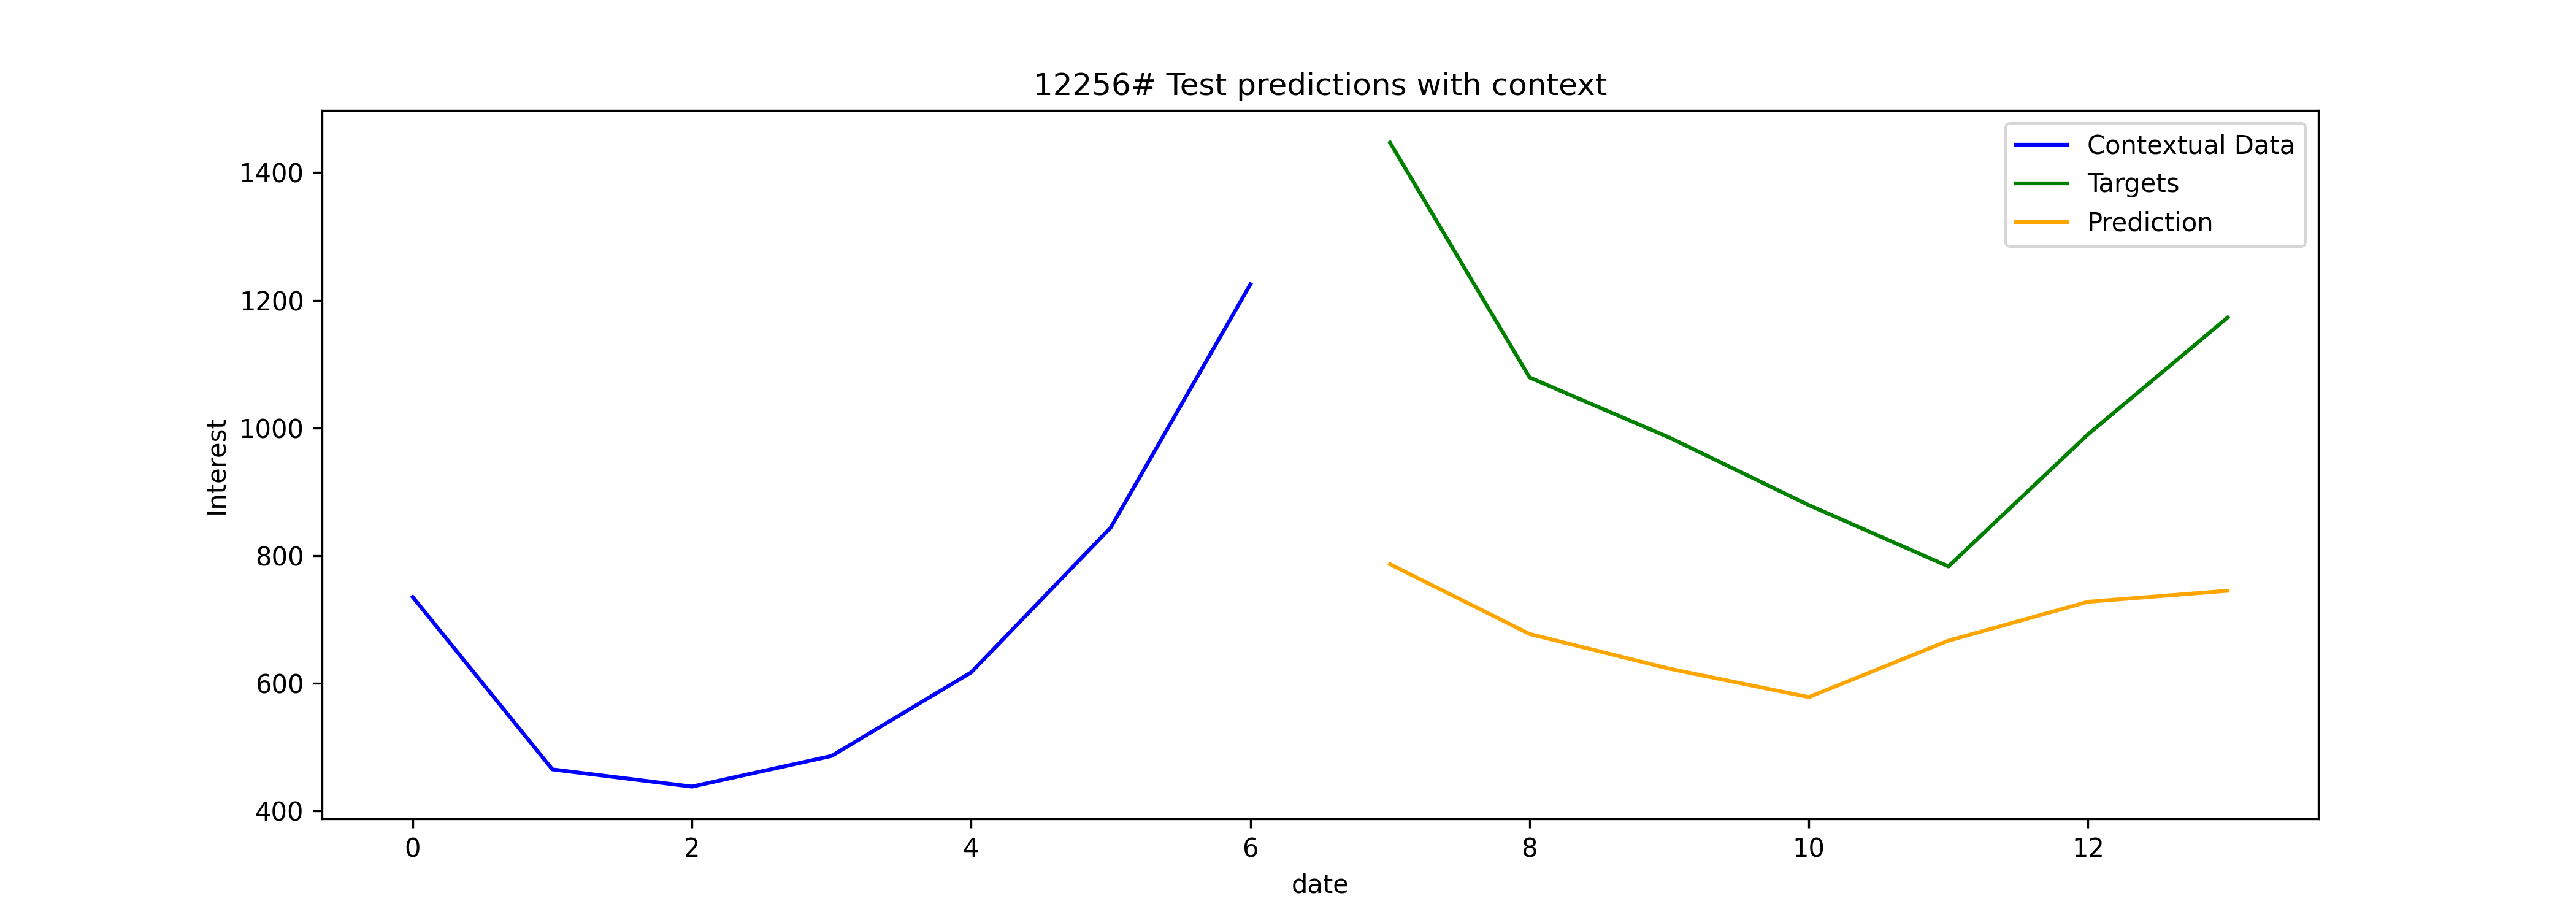 12256# Test predictions with context
Contextual Data
Targets
Prediction
1400
1200
1000
800
600
400
Interest
0 2 4 6 8 10 12
date